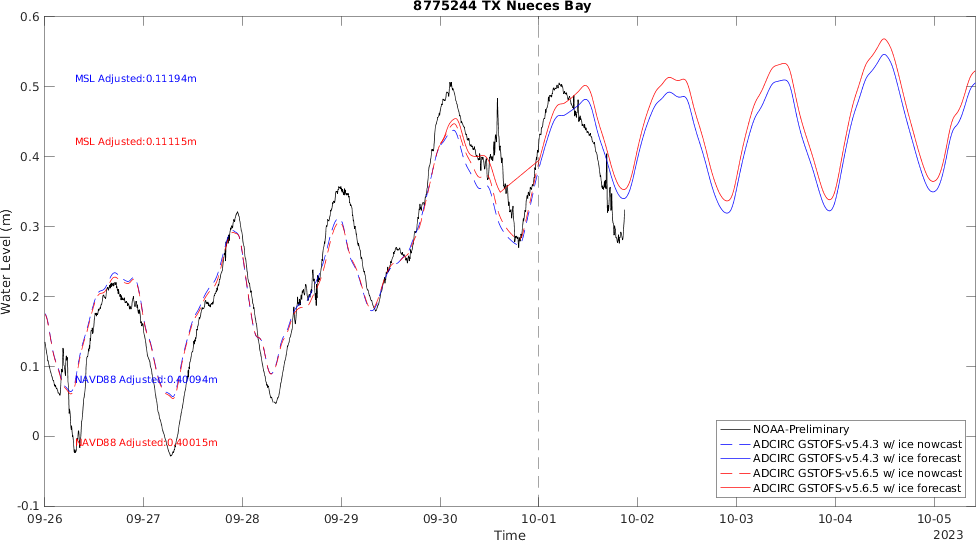 8775244 TX Nueces Bay
0.6
0.5
0.4
0.3
0.2
0.1
0
-0.1
Water Level (m)
MSL Adjusted:0.11194m
MSL Adjusted:0.11115m
NAVD88 Adjusted:0.40094m
NAVD88 Adjusted:0.40015m
NOAA-Preliminary
ADCIRC GSTOFS-v5.4.3 w/ ice nowcast
ADCIRC GSTOFS-v5.4.3 w/ ice forecast
ADCIRC GSTOFS-v5.6.5 w/ ice nowcast
ADCIRC GSTOFS-v5.6.5 w/ ice forecast
09-26 09-27 09-28 09-29 09-30 10-01 10-02 10-03 10-04 10-05
Time
2023